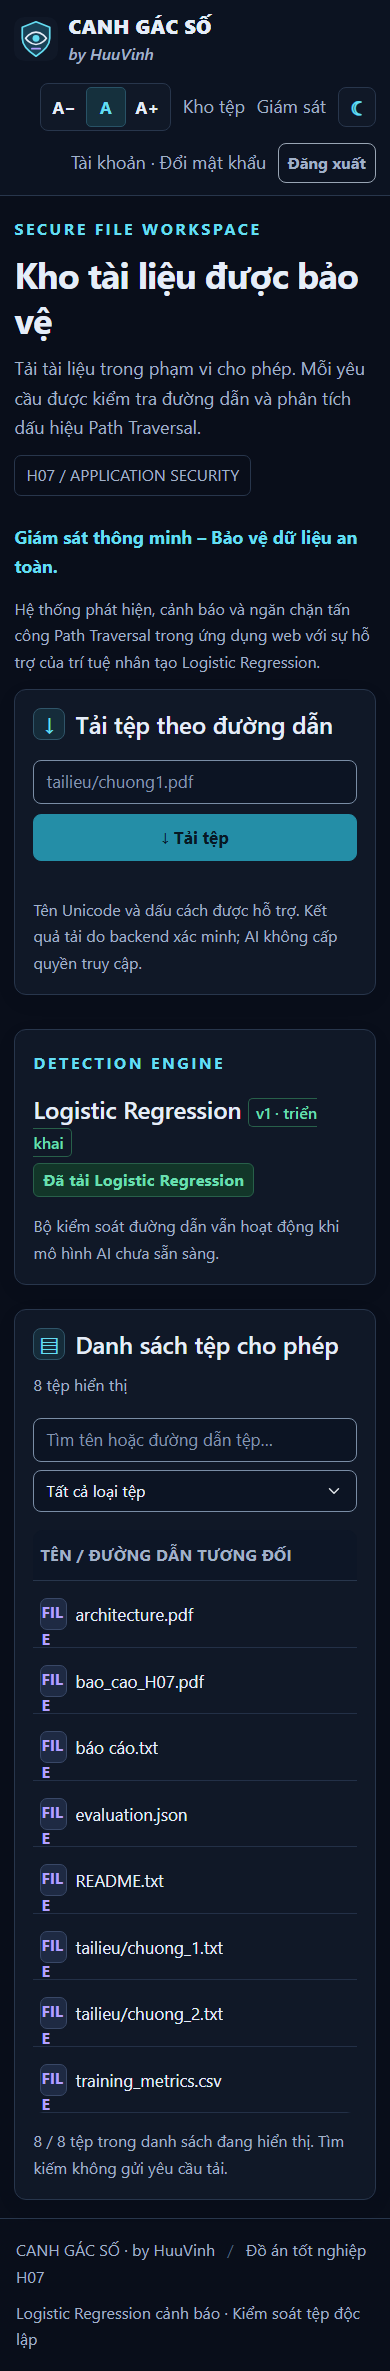 CANH GÁC SỐ
by HuuVinh
A− A A+ Kho tệp Giám sát ☾
Tài khoản · Đổi mật khẩu Đăng xuất
SECURE FILE WORKSPACE
Kho tài liệu được bảo
vệ
Tải tài liệu trong phạm vi cho phép. Mỗi yêu
cầu được kiểm tra đường dẫn và phân tích
dấu hiệu Path Traversal.
H07 / APPLICATION SECURITY
Giám sát thông minh – Bảo vệ dữ liệu an
toàn.
Hệ thống phát hiện, cảnh báo và ngăn chặn tấn
công Path Traversal trong ứng dụng web với sự hỗ
trợ của trí tuệ nhân tạo Logistic Regression.
↓ Tải tệp theo đường dẫn
tailieu/chuong1.pdf
↓ Tải tệp
Tên Unicode và dấu cách được hỗ trợ. Kết
quả tải do backend xác minh; AI không cấp
quyền truy cập.
DETECTION ENGINE
Logistic Regression v1 · triển
khai
Đã tải Logistic Regression
Bộ kiểm soát đường dẫn vẫn hoạt động khi
mô hình AI chưa sẵn sàng.
▤ Danh sách tệp cho phép
8 tệp hiển thị
Tìm tên hoặc đường dẫn tệp...
Tất cả loại tệp
TÊN / ĐƯỜNG DẪN TƯƠNG ĐỐI
FIL architecture.pdf
E
FIL bao_cao_H07.pdf
E
FIL báo cáo.txt
E
FIL evaluation.json
E
FIL README.txt
E
FIL tailieu/chuong_1.txt
E
FIL tailieu/chuong_2.txt
E
FIL training_metrics.csv
E
8 / 8 tệp trong danh sách đang hiển thị. Tìm
kiếm không gửi yêu cầu tải.
CANH GÁC SỐ · by HuuVinh / Đồ án tốt nghiệp
H07
Logistic Regression cảnh báo · Kiểm soát tệp độc
lập